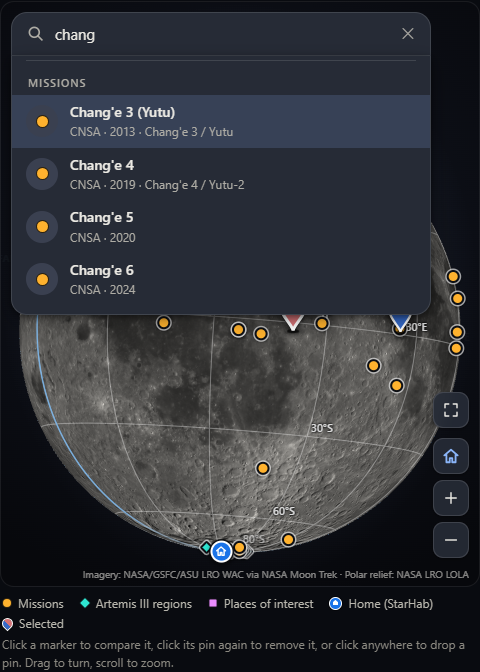 chang
MISSIONS
Chang'e 3 (Yutu)
CNSA · 2013 · Chang'e 3 / Yutu
Chang'e 4
CNSA · 2019 · Chang'e 4 / Yutu-2
Chang'e 5
CNSA · 2020
Chang'e 6
CNSA · 2024
30°E
30°S
60°S
80°S
Imagery: NASA/GSFC/ASU LRO WAC via NASA Moon Trek · Polar relief: NASA LRO LOLA
Missions Artemis III regions Places of interest Home (StarHab)
Selected
Click a marker to compare it, click its pin again to remove it, or click anywhere to drop a
pin. Drag to turn, scroll to zoom.